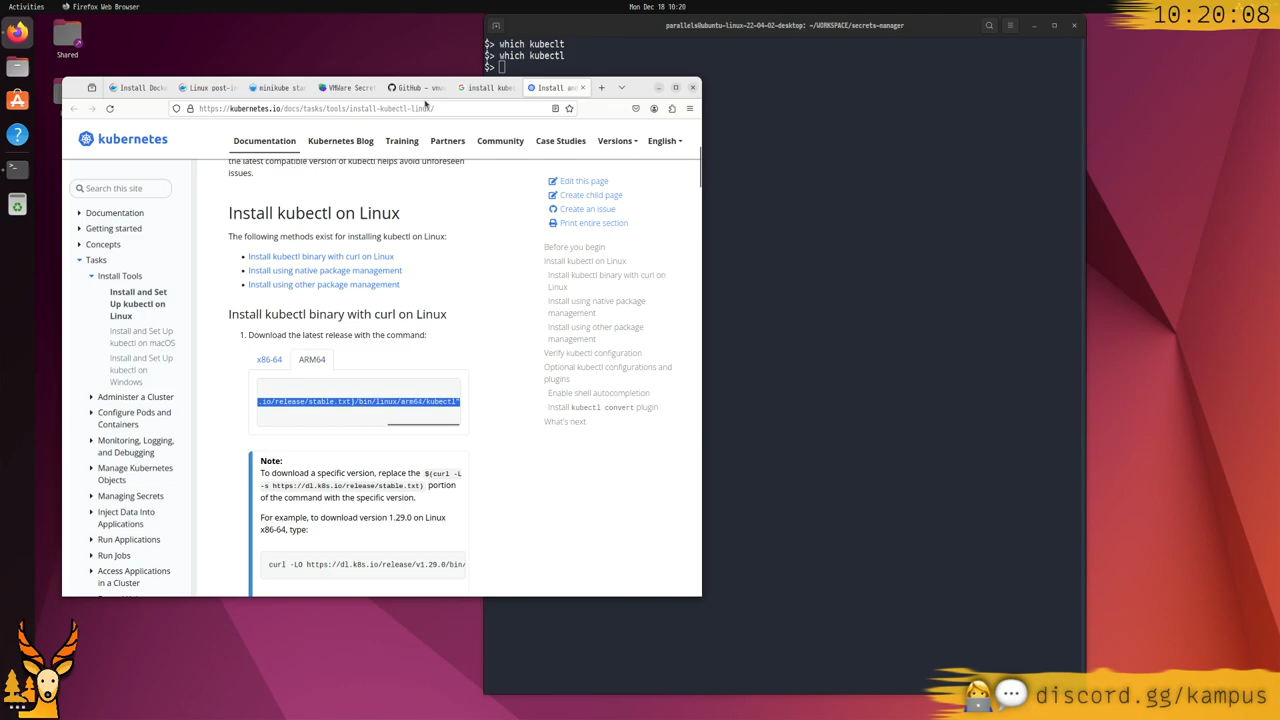 Activities
Firefox Web Browser
Mon Dec 18 10:20
10:20:08
Shared
parallels@ubuntu-linux-22-04-02-desktop: ~/WORKSPACE/secrets-manager
$> which kubeclt
$> which kubectl
$>
Install Docke
Linux post-in
minikube sta
VMWare Secret
GitHub - vmw
install kubec
Install and
https://kubernetes.io/docs/tasks/tools/install-kubectl-linux/
kubernetes
Documentation
Kubernetes Blog
Training
Partners
Community
Case Studies
Versions
English
Search this site
Documentation
Getting started
Concepts
Tasks
Install Tools
Install and Set
Up kubectl on
Linux
Install and Set Up
kubectl on macOS
Install and Set Up
kubectl on
Windows
Administer a Cluster
Configure Pods and
Containers
Monitoring, Logging,
and Debugging
Manage Kubernetes
Objects
Managing Secrets
Inject Data Into
Applications
Run Applications
Run Jobs
Access Applications
in a Cluster
the latest compatible version of kubectl helps avoid unforeseen
issues.
Install kubectl on Linux
The following methods exist for installing kubectl on Linux:
Install kubectl binary with curl on Linux
Install using native package management
Install using other package management
Install kubectl binary with curl on Linux
1. Download the latest release with the command:
x86-64
ARM64
.io/release/stable.txt)/bin/linux/arm64/kubectl"
Note:
To download a specific version, replace the $(curl -L
-s https://dl.k8s.io/release/stable.txt) portion
of the command with the specific version.
For example, to download version 1.29.0 on Linux
x86-64, type:
curl -LO https://dl.k8s.io/release/v1.29.0/bin/
Edit this page
Create child page
Create an issue
Print entire section
Before you begin
Install kubectl on Linux
Install kubectl binary with curl on
Linux
Install using native package
management
Install using other package
management
Verify kubectl configuration
Optional kubectl configurations and
plugins
Enable shell autocompletion
Install kubectl convert plugin
What's next
discord.gg/kampus